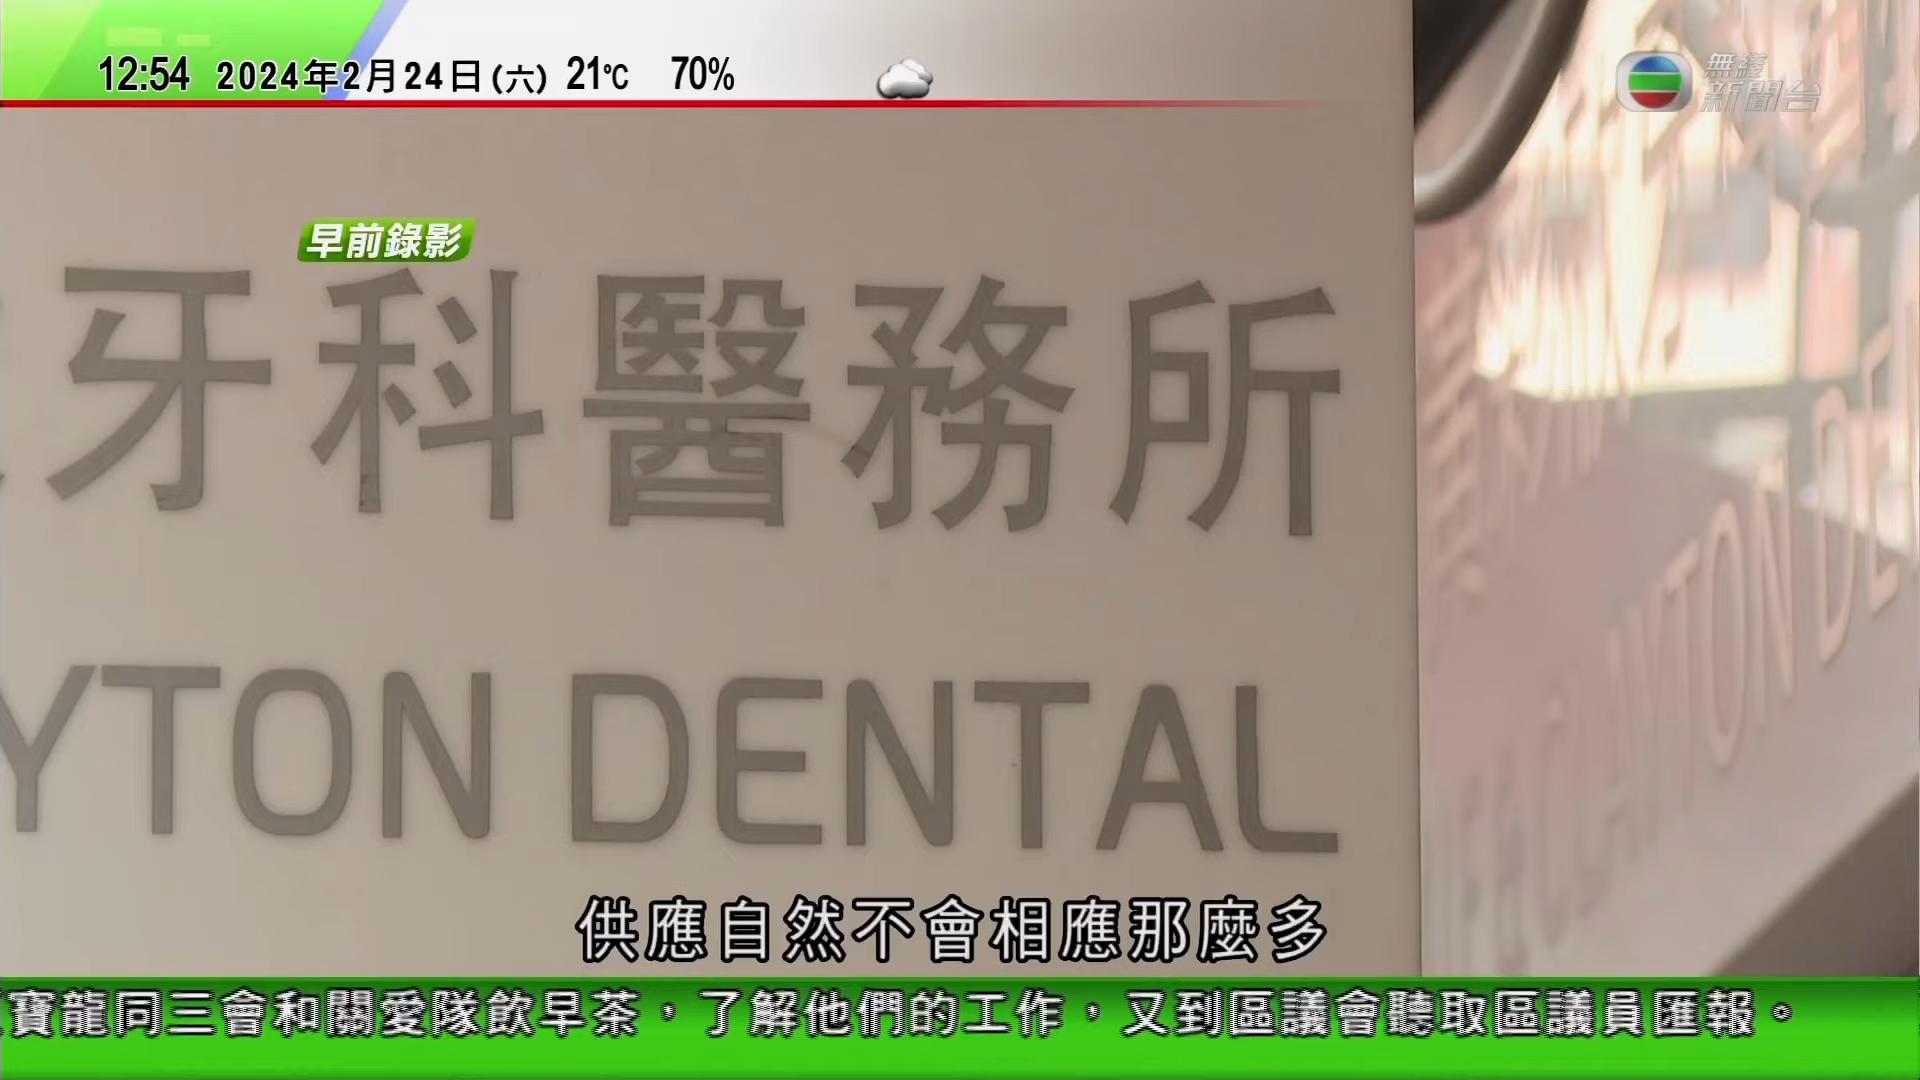 12:54 2024年2月24日(六) 21℃ 70%
無綫
新聞台
早前錄影
牙科醫務所
YTON DENTAL
供應自然不會相應那麼多
寶龍同三會和關愛隊飲早茶，了解他們的工作，又到區議會聽取區議員匯報。